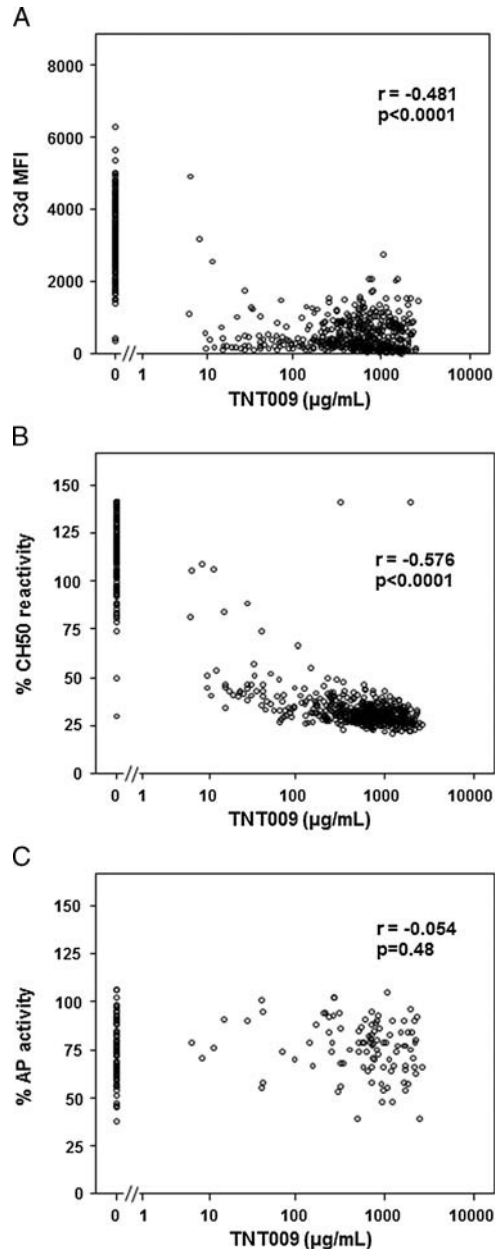 A
8000
6000
4000
2000
0
C3d MFI
r = -0.481
p<0.0001
0 // 1 10 100 1000 10000
TNT009 (µg/mL)
B
150
125
100
75
50
25
0
% CH50 reactivity
r = -0.576
p<0.0001
0 // 1 10 100 1000 10000
TNT009 (µg/mL)
C
150
125
100
75
50
25
0
% AP activity
r = -0.054
p=0.48
0 // 1 10 100 1000 10000
TNT009 (µg/mL)